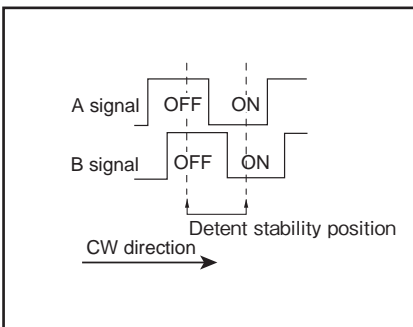 A signal OFF ON
B signal OFF ON
Detent stability position
CW direction